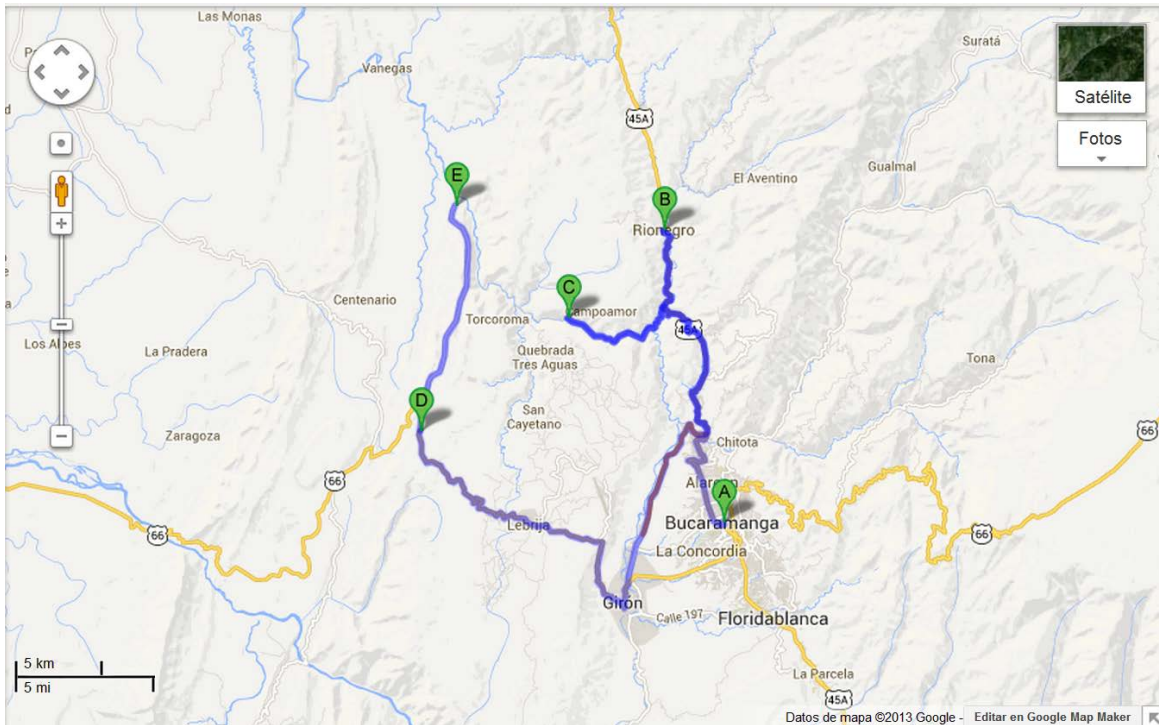 Las Monas
Suratá
Vanegas
Satélite
45A
Fotos
Gualmal
E
El Aventino
B
Rionegro
C
Centenario
Campoamor
Torcoroma
45A
Los Alpes
La Pradera
Quebrada
Tres Aguas
Tona
D
San
Cayetano
Zaragoza
Chitota
66
66
A
Bucaramanga
Lebrija
66
66
La Concordia
Girón
Calle 197
Floridablanca
5 km
5 mi
La Parcela
45A
Datos de mapa ©2013 Google - Editar en Google Map Maker